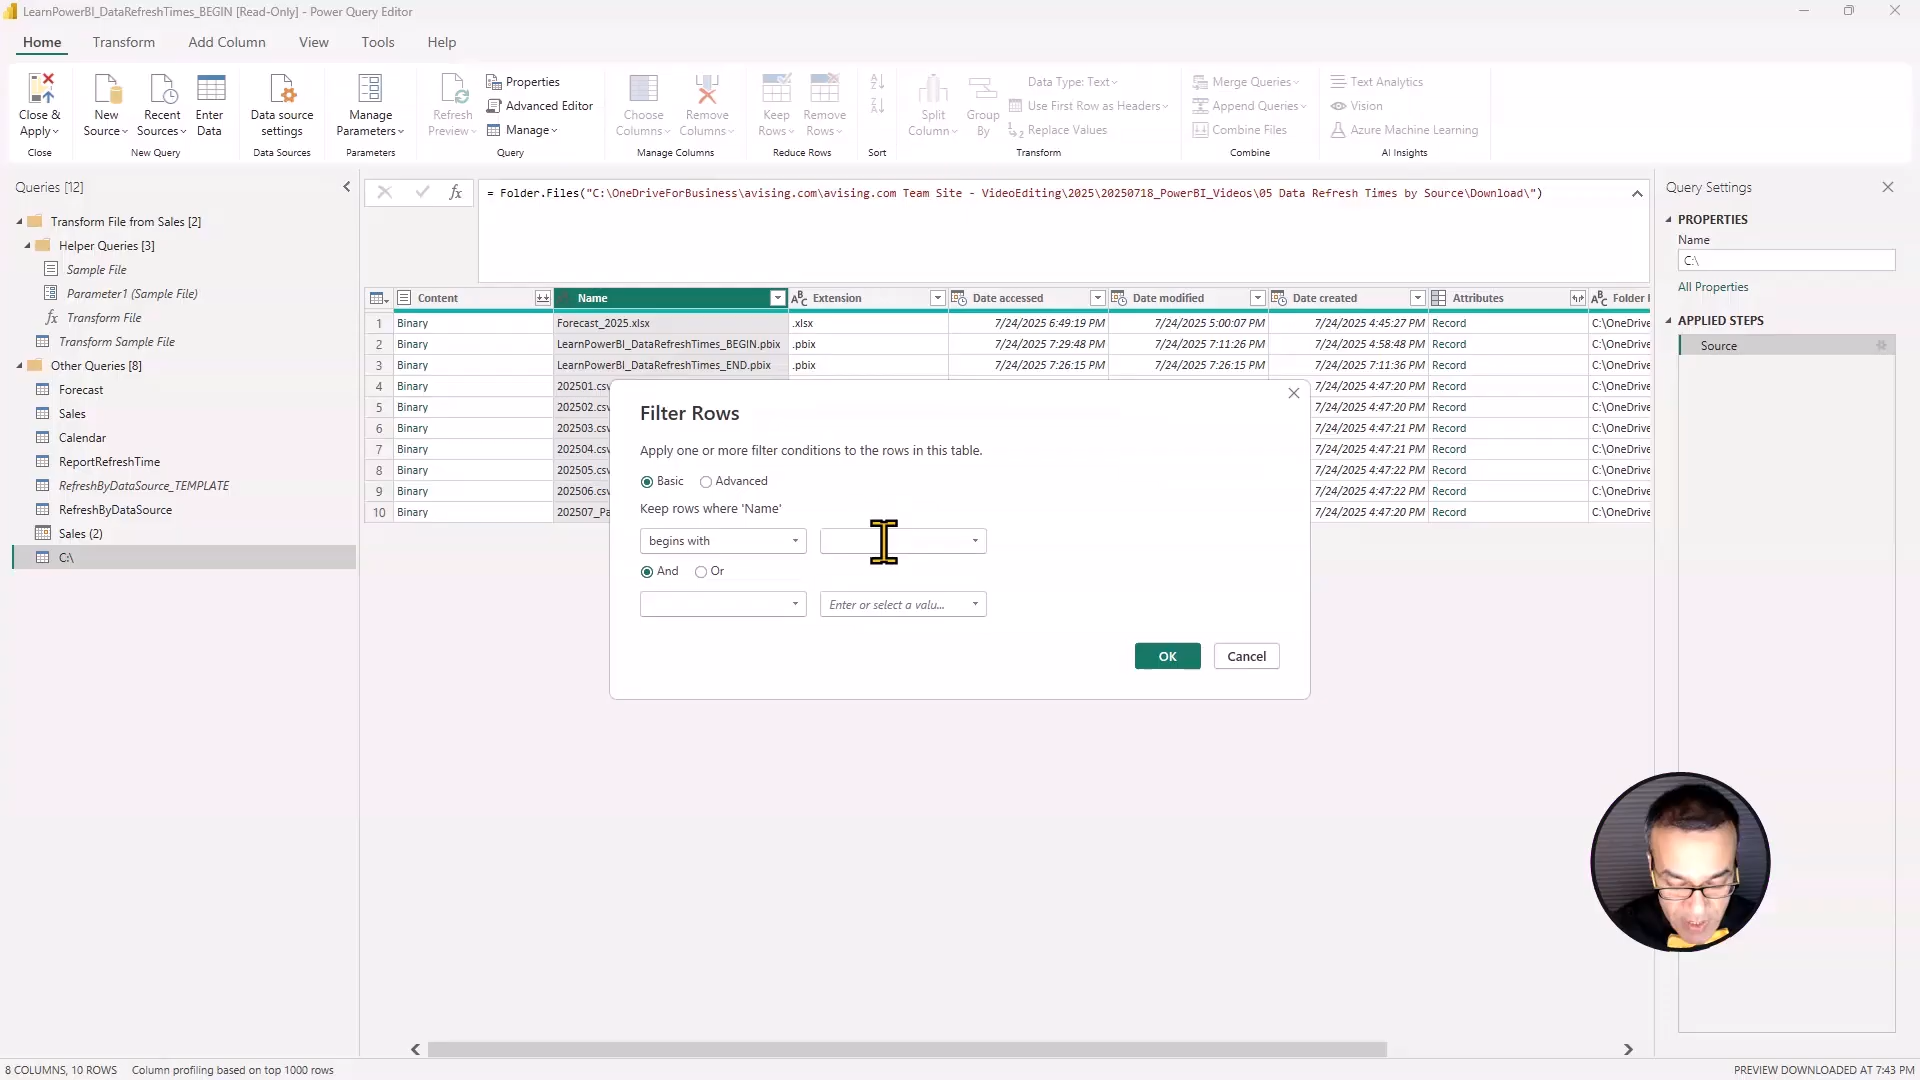 LearnPowerBI_DataRefreshTimes_BEGIN [Read-Only] - Power Query Editor
Home Transform Add Column View Tools Help
Close & Apply
Close
New Source
Recent Sources
Enter Data
New Query
Data source settings
Data Sources
Manage Parameters
Parameters
Refresh Preview
Properties
Advanced Editor
Manage
Query
Choose Columns
Remove Columns
Manage Columns
Keep Rows
Remove Rows
Reduce Rows
Sort
Split Column
Group By
Data Type: Text
Use First Row as Headers
Replace Values
Transform
Merge Queries
Append Queries
Combine Files
Combine
Text Analytics
Vision
Azure Machine Learning
AI Insights
Queries [12]
Transform File from Sales [2]
Helper Queries [3]
Sample File
Parameter1 (Sample File)
fx Transform File
Transform Sample File
Other Queries [8]
Forecast
Sales
Calendar
ReportRefreshTime
RefreshByDataSource_TEMPLATE
RefreshByDataSource
Sales (2)
C:\
fx
= Folder.Files("C:\OneDriveForBusiness\avising.com\avising.com Team Site - VideoEditing\2025\20250718_PowerBI_Videos\05 Data Refresh Times by Source\Download\")
Content Name ABC Extension Date accessed Date modified Date created Attributes ABC Folder
1 Binary Forecast_2025.xlsx .xlsx 7/24/2025 6:49:19 PM 7/24/2025 5:00:07 PM 7/24/2025 4:45:27 PM Record C:\OneDrive
2 Binary LearnPowerBI_DataRefreshTimes_BEGIN.pbix .pbix 7/24/2025 7:29:48 PM 7/24/2025 7:11:26 PM 7/24/2025 4:58:48 PM Record C:\OneDrive
3 Binary LearnPowerBI_DataRefreshTimes_END.pbix .pbix 7/24/2025 7:26:15 PM 7/24/2025 7:26:15 PM 7/24/2025 7:11:36 PM Record C:\OneDrive
4 Binary 202501.csv 7/24/2025 4:47:20 PM Record C:\OneDrive
5 Binary 202502.csv 7/24/2025 4:47:20 PM Record C:\OneDrive
6 Binary 202503.csv 7/24/2025 4:47:21 PM Record C:\OneDrive
7 Binary 202504.csv 7/24/2025 4:47:21 PM Record C:\OneDrive
8 Binary 202505.csv 7/24/2025 4:47:22 PM Record C:\OneDrive
9 Binary 202506.csv 7/24/2025 4:47:22 PM Record C:\OneDrive
10 Binary 202507_Pa 7/24/2025 4:47:20 PM Record C:\OneDrive
Filter Rows
Apply one or more filter conditions to the rows in this table.
Basic Advanced
Keep rows where 'Name'
begins with
And Or
Enter or select a valu...
OK Cancel
Query Settings
PROPERTIES
Name
C:\
All Properties
APPLIED STEPS
Source
8 COLUMNS, 10 ROWS Column profiling based on top 1000 rows
PREVIEW DOWNLOADED AT 7:43 PM